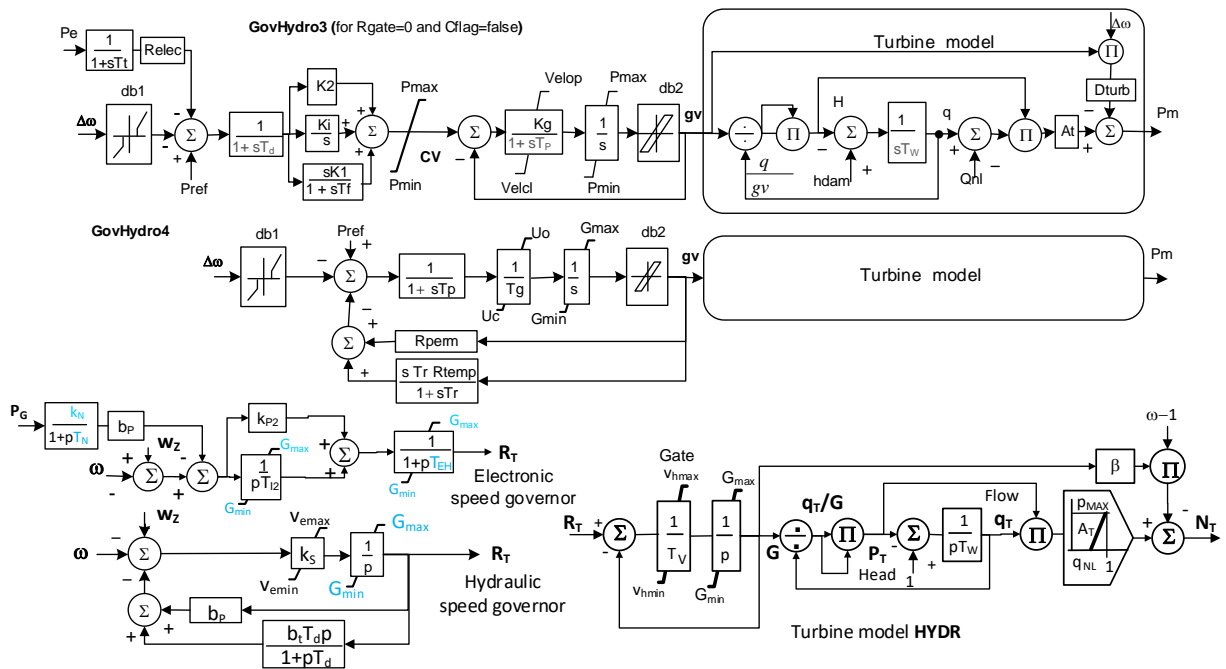 GovHydro3 (for Rgate=0 and Cflag=false)
Pe
1
1+sTt
Relec
db1
Δω
-
-
+
Σ
Pref
1
1+ sTd
K2
Ki
s
sK1
1 + sTf
+
+
+
Σ
Pmax
Pmin
CV
Σ
−
Velop
Kg
1+ sTP
Velcl
Pmax
1
s
Pmin
db2
gv
Turbine model
Δω
Π
Dturb
÷
Π
q
gv
H
Σ
−
+
hdam
1
sTW
q
Σ
+
−
Qnl
Π
At
−
+
Σ
Pm
GovHydro4
db1
Δω
Pref
+
−
Σ
−
1
1+ sTp
Uo
1
Tg
Uc
Gmax
1
s
Gmin
db2
gv
Turbine model
Pm
+
Σ
+
Rperm
s Tr Rtemp
1 + sTr
PG
kN
1+pTN
bP
wZ
ω
+
-
Σ
-
+
Σ
kP2
Gmax
1
pTI2
Gmin
+
+
Σ
Gmax
1
1+pTEH
Gmin
RT
Electronic
speed governor
wZ
ω
−
−
−
Σ
vemax
kS
vemin
Gmax
1
p
Gmin
RT
Hydraulic
speed governor
Σ
+
+
bP
btTdp
1+pTd
Gate
vhmax
RT
+
-
Σ
1
TV
vhmin
Gmax
1
p
Gmin
G
qT/G
÷
Π
PT
Head
-
Σ
1
+
1
pTW
qT
Flow
Π
pMAX
AT
qNL
1
β
ω−1
Π
-
+
Σ
NT
Turbine model HYDR